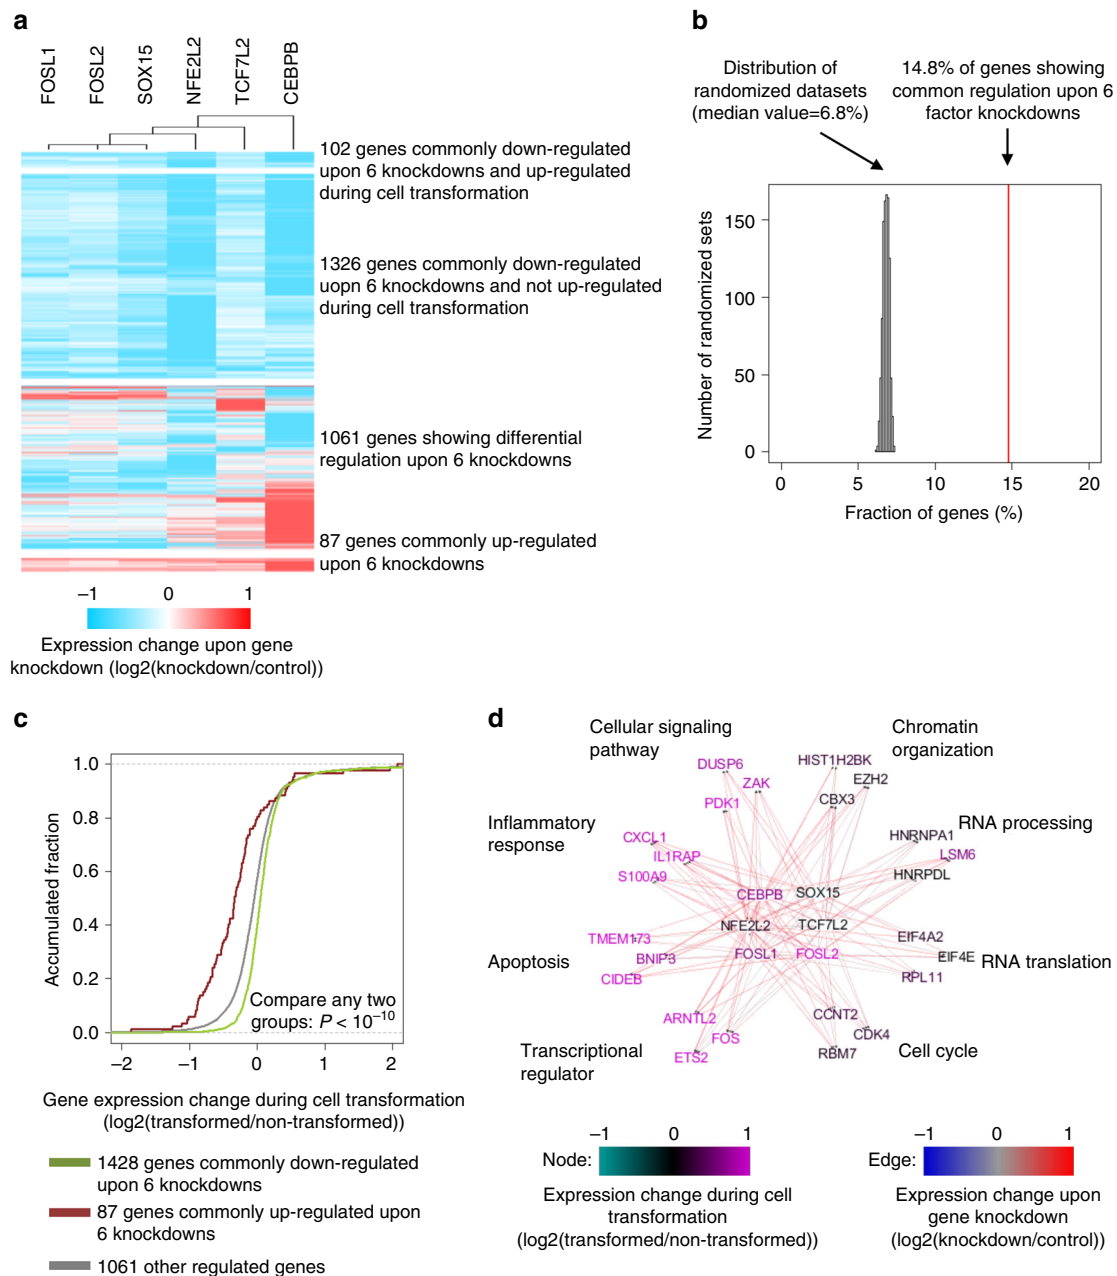 a
FOSL1
FOSL2
SOX15
NFE2L2
TCF7L2
CEBPB
102 genes commonly down-regulated
upon 6 knockdowns and up-regulated
during cell transformation
1326 genes commonly down-regulated
uopn 6 knockdowns and not up-regulated
during cell transformation
1061 genes showing differential
regulation upon 6 knockdowns
87 genes commonly up-regulated
upon 6 knockdowns
−1 0 1
Expression change upon gene
knockdown (log2(knockdown/control))
b
Distribution of
randomized datasets
(median value=6.8%)
14.8% of genes showing
common regulation upon 6
factor knockdowns
Number of randomized sets
150
100
50
0
0 5 10 15 20
Fraction of genes (%)
c
Accumulated fraction
1.0
0.8
0.6
0.4
0.2
0.0
Compare any two
groups: P < 10−10
−2 −1 0 1 2
Gene expression change during cell transformation
(log2(transformed/non-transformed))
1428 genes commonly down-regulated
upon 6 knockdowns
87 genes commonly up-regulated upon
6 knockdowns
1061 other regulated genes
d
Cellular signaling
pathway
Chromatin
organization
DUSP6
ZAK
PDK1
HIST1H2BK
EZH2
CBX3
Inflammatory
response
CXCL1
IL1RAP
S100A9
RNA processing
HNRNPA1
LSM6
HNRPDL
CEBPB
SOX15
NFE2L2
TCF7L2
FOSL1
FOSL2
Apoptosis
TMEM173
BNIP3
CIDEB
RNA translation
EIF4A2
EIF4E
RPL11
Transcriptional
regulator
ARNTL2
FOS
ETS2
Cell cycle
CCNT2
CDK4
RBM7
−1 0 1
Node:
Expression change during cell
transformation
(log2(transformed/non-transformed))
−1 0 1
Edge:
Expression change upon
gene knockdown
(log2(knockdown/control))